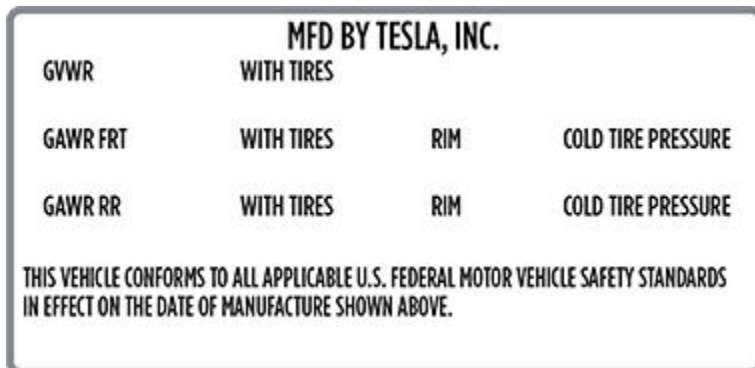 MFD BY TESLA, INC.
GVWR WITH TIRES
GAWR FRT WITH TIRES RIM COLD TIRE PRESSURE
GAWR RR WITH TIRES RIM COLD TIRE PRESSURE
THIS VEHICLE CONFORMS TO ALL APPLICABLE U.S. FEDERAL MOTOR VEHICLE SAFETY STANDARDS
IN EFFECT ON THE DATE OF MANUFACTURE SHOWN ABOVE.